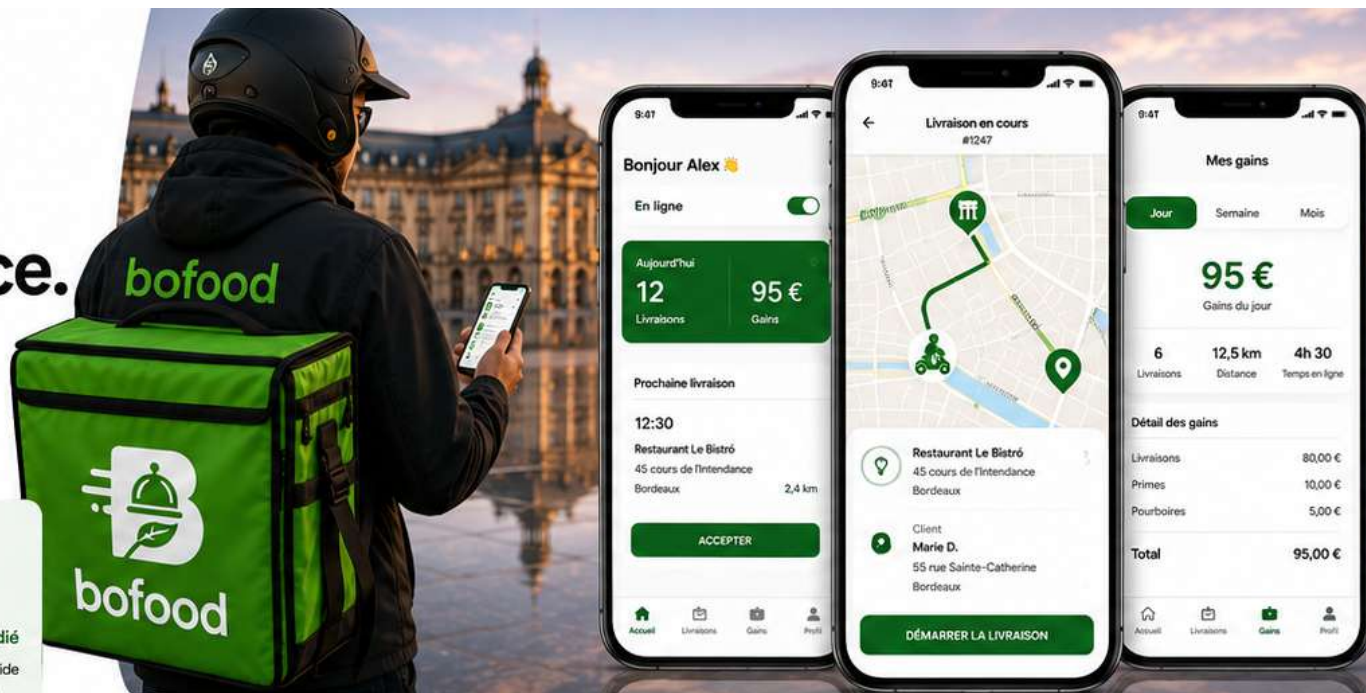 ce.
bofood
bofood
dié
ide
9:41
Bonjour Alex 👋
En ligne
Aujourd'hui
12
Livraisons
95 €
Gains
Prochaine livraison
12:30
Restaurant Le Bistró
45 cours de l'Intendance
Bordeaux
2,4 km
ACCEPTER
Accueil
Livraisons
Gains
Profil
9:41
Livraison en cours
#1247
Restaurant Le Bistró
45 cours de l'Intendance
Bordeaux
Client
Marie D.
55 rue Sainte-Catherine
Bordeaux
DÉMARRER LA LIVRAISON
9:41
Mes gains
Jour
Semaine
Mois
95 €
Gains du jour
6
Livraisons
12,5 km
Distance
4h 30
Temps en ligne
Détail des gains
Livraisons 80,00 €
Primes 10,00 €
Pourboires 5,00 €
Total 95,00 €
Accueil
Livraisons
Gains
Profil